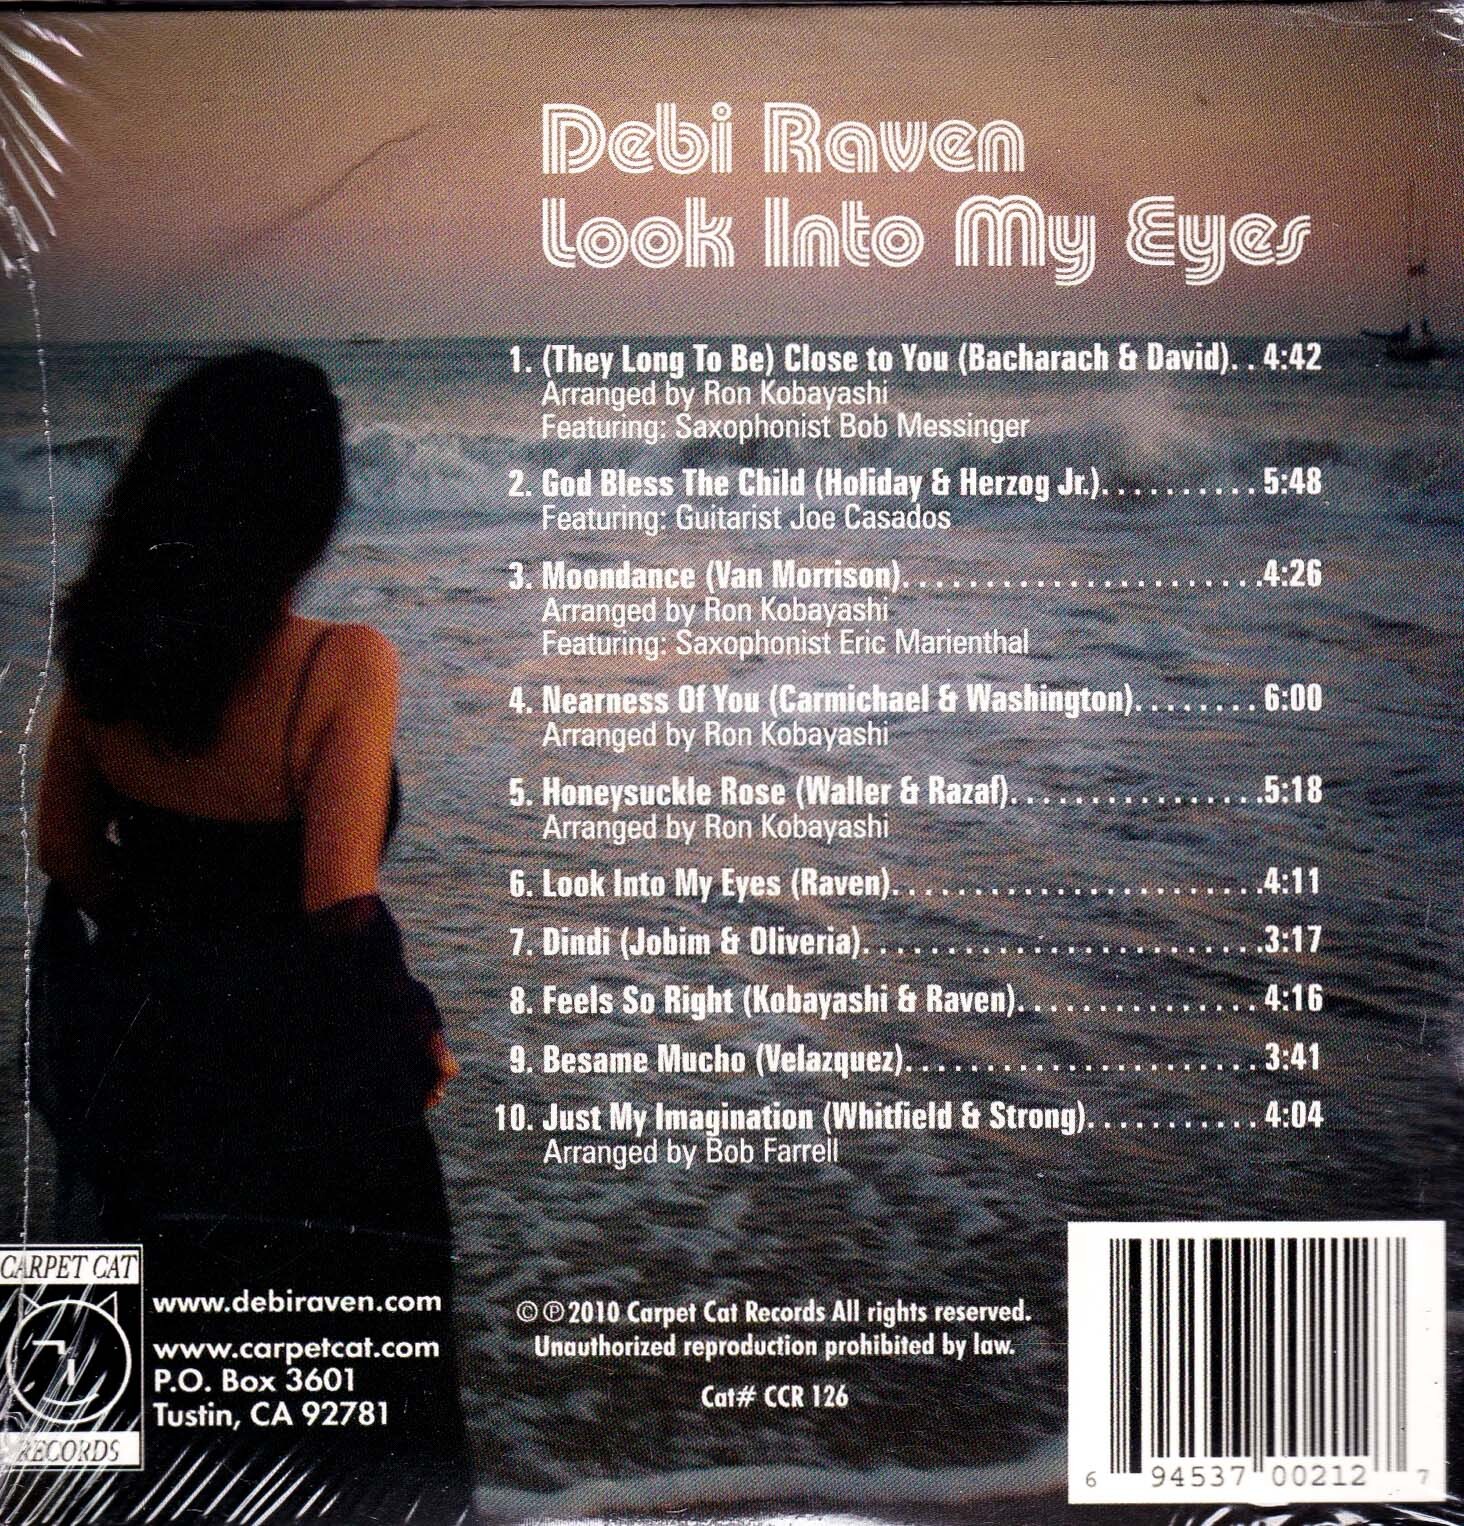 Debi Raven
Look Into My Eyes
1. (They Long To Be) Close to You (Bacharach & David). . 4:42
Arranged by Ron Kobayashi
Featuring: Saxophonist Bob Messinger
2. God Bless The Child (Holiday & Herzog Jr.). . . . . . . . . . 5:48
Featuring: Guitarist Joe Casados
3. Moondance (Van Morrison). . . . . . . . . . . . . . . . . . . . . . .4:26
Arranged by Ron Kobayashi
Featuring: Saxophonist Eric Marienthal
4. Nearness Of You (Carmichael & Washington). . . . . . . . 6:00
Arranged by Ron Kobayashi
5. Honeysuckle Rose (Waller & Razaf). . . . . . . . . . . . . . . .5:18
Arranged by Ron Kobayashi
6. Look Into My Eyes (Raven). . . . . . . . . . . . . . . . . . . . . . .4:11
7. Dindi (Jobim & Oliveria). . . . . . . . . . . . . . . . . . . . . . . . .3:17
8. Feels So Right (Kobayashi & Raven). . . . . . . . . . . . . . . 4:16
9. Besame Mucho (Velazquez). . . . . . . . . . . . . . . . . . . . . . 3:41
10. Just My Imagination (Whitfield & Strong). . . . . . . . . . . 4:04
Arranged by Bob Farrell
CARPET CAT
RECORDS
www.debiraven.com
www.carpetcat.com
P.O. Box 3601
Tustin, CA 92781
© ℗ 2010 Carpet Cat Records All rights reserved.
Unauthorized reproduction prohibited by law.
Cat# CCR 126
6 94537 00212 7